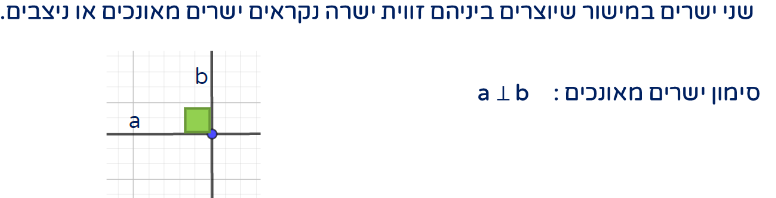 שני ישרים במישור שיוצרים ביניהם זווית ישרה נקראים ישרים מאונכים או ניצבים.
סימון ישרים מאונכים : a ⊥ b
b
a